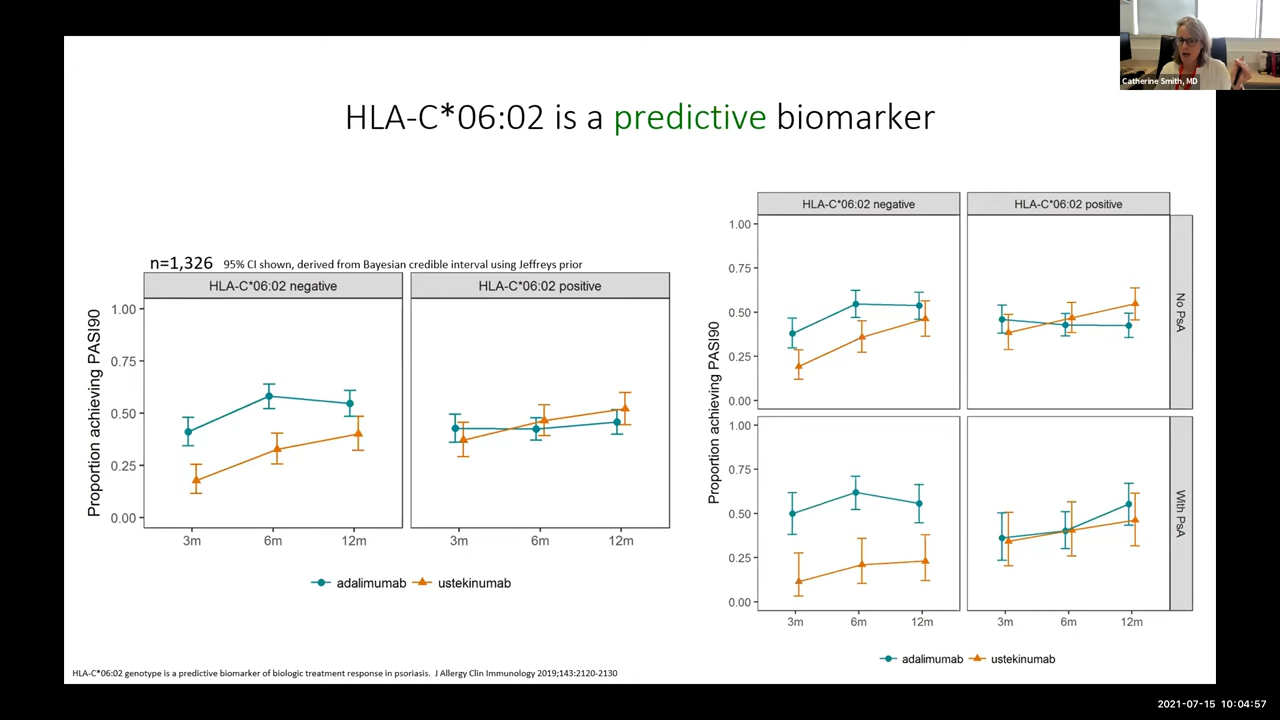 Catherine Smith, MD
HLA-C*06:02 is a predictive biomarker
n=1,326 95% CI shown, derived from Bayesian credible interval using Jeffreys prior
HLA-C*06:02 negative
HLA-C*06:02 positive
Proportion achieving PASI90
1.00
0.75
0.50
0.25
0.00
3m 6m 12m
3m 6m 12m
adalimumab ustekinumab
HLA-C*06:02 negative
HLA-C*06:02 positive
Proportion achieving PASI90
1.00
0.75
0.50
0.25
0.00
No PsA
1.00
0.75
0.50
0.25
0.00
With PsA
3m 6m 12m
3m 6m 12m
adalimumab ustekinumab
HLA-C*06:02 genotype is a predictive biomarker of biologic treatment response in psoriasis. J Allergy Clin Immunology 2019;143:2120-2130
2021-07-15 10:04:57